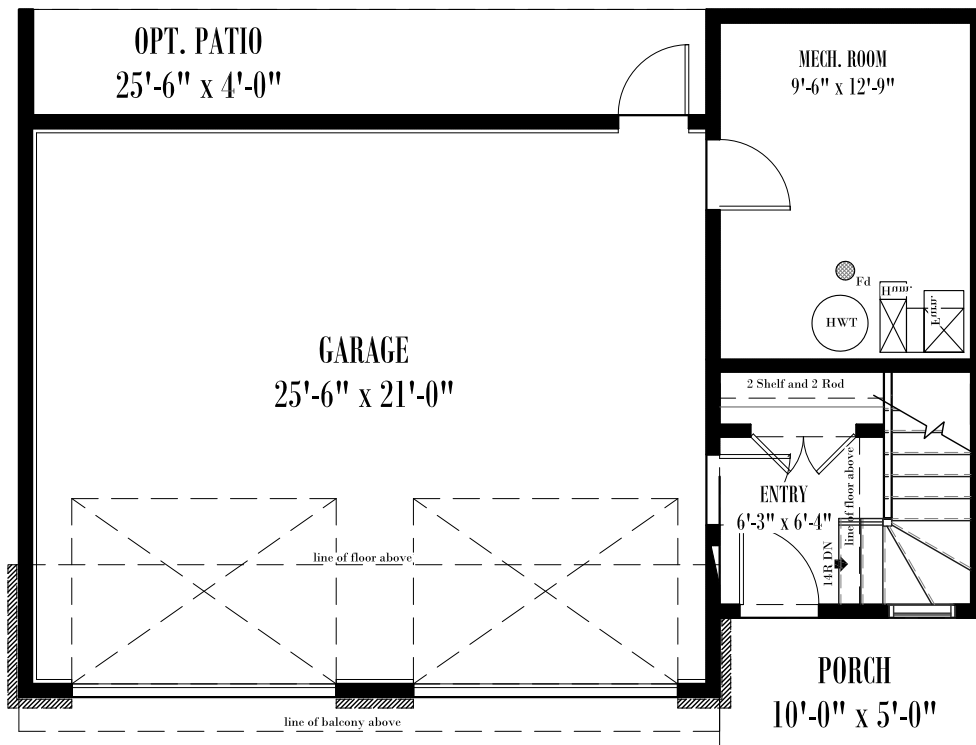 OPT. PATIO
25'-6" x 4'-0"
MECH. ROOM
9'-6" x 12'-9"
Fd
HWT
Hum.
Fur.
GARAGE
25'-6" x 21'-0"
2 Shelf and 2 Rod
ENTRY
6'-3" x 6'-4"
line of floor above
14R DN
line of floor above
PORCH
10'-0" x 5'-0"
line of balcony above